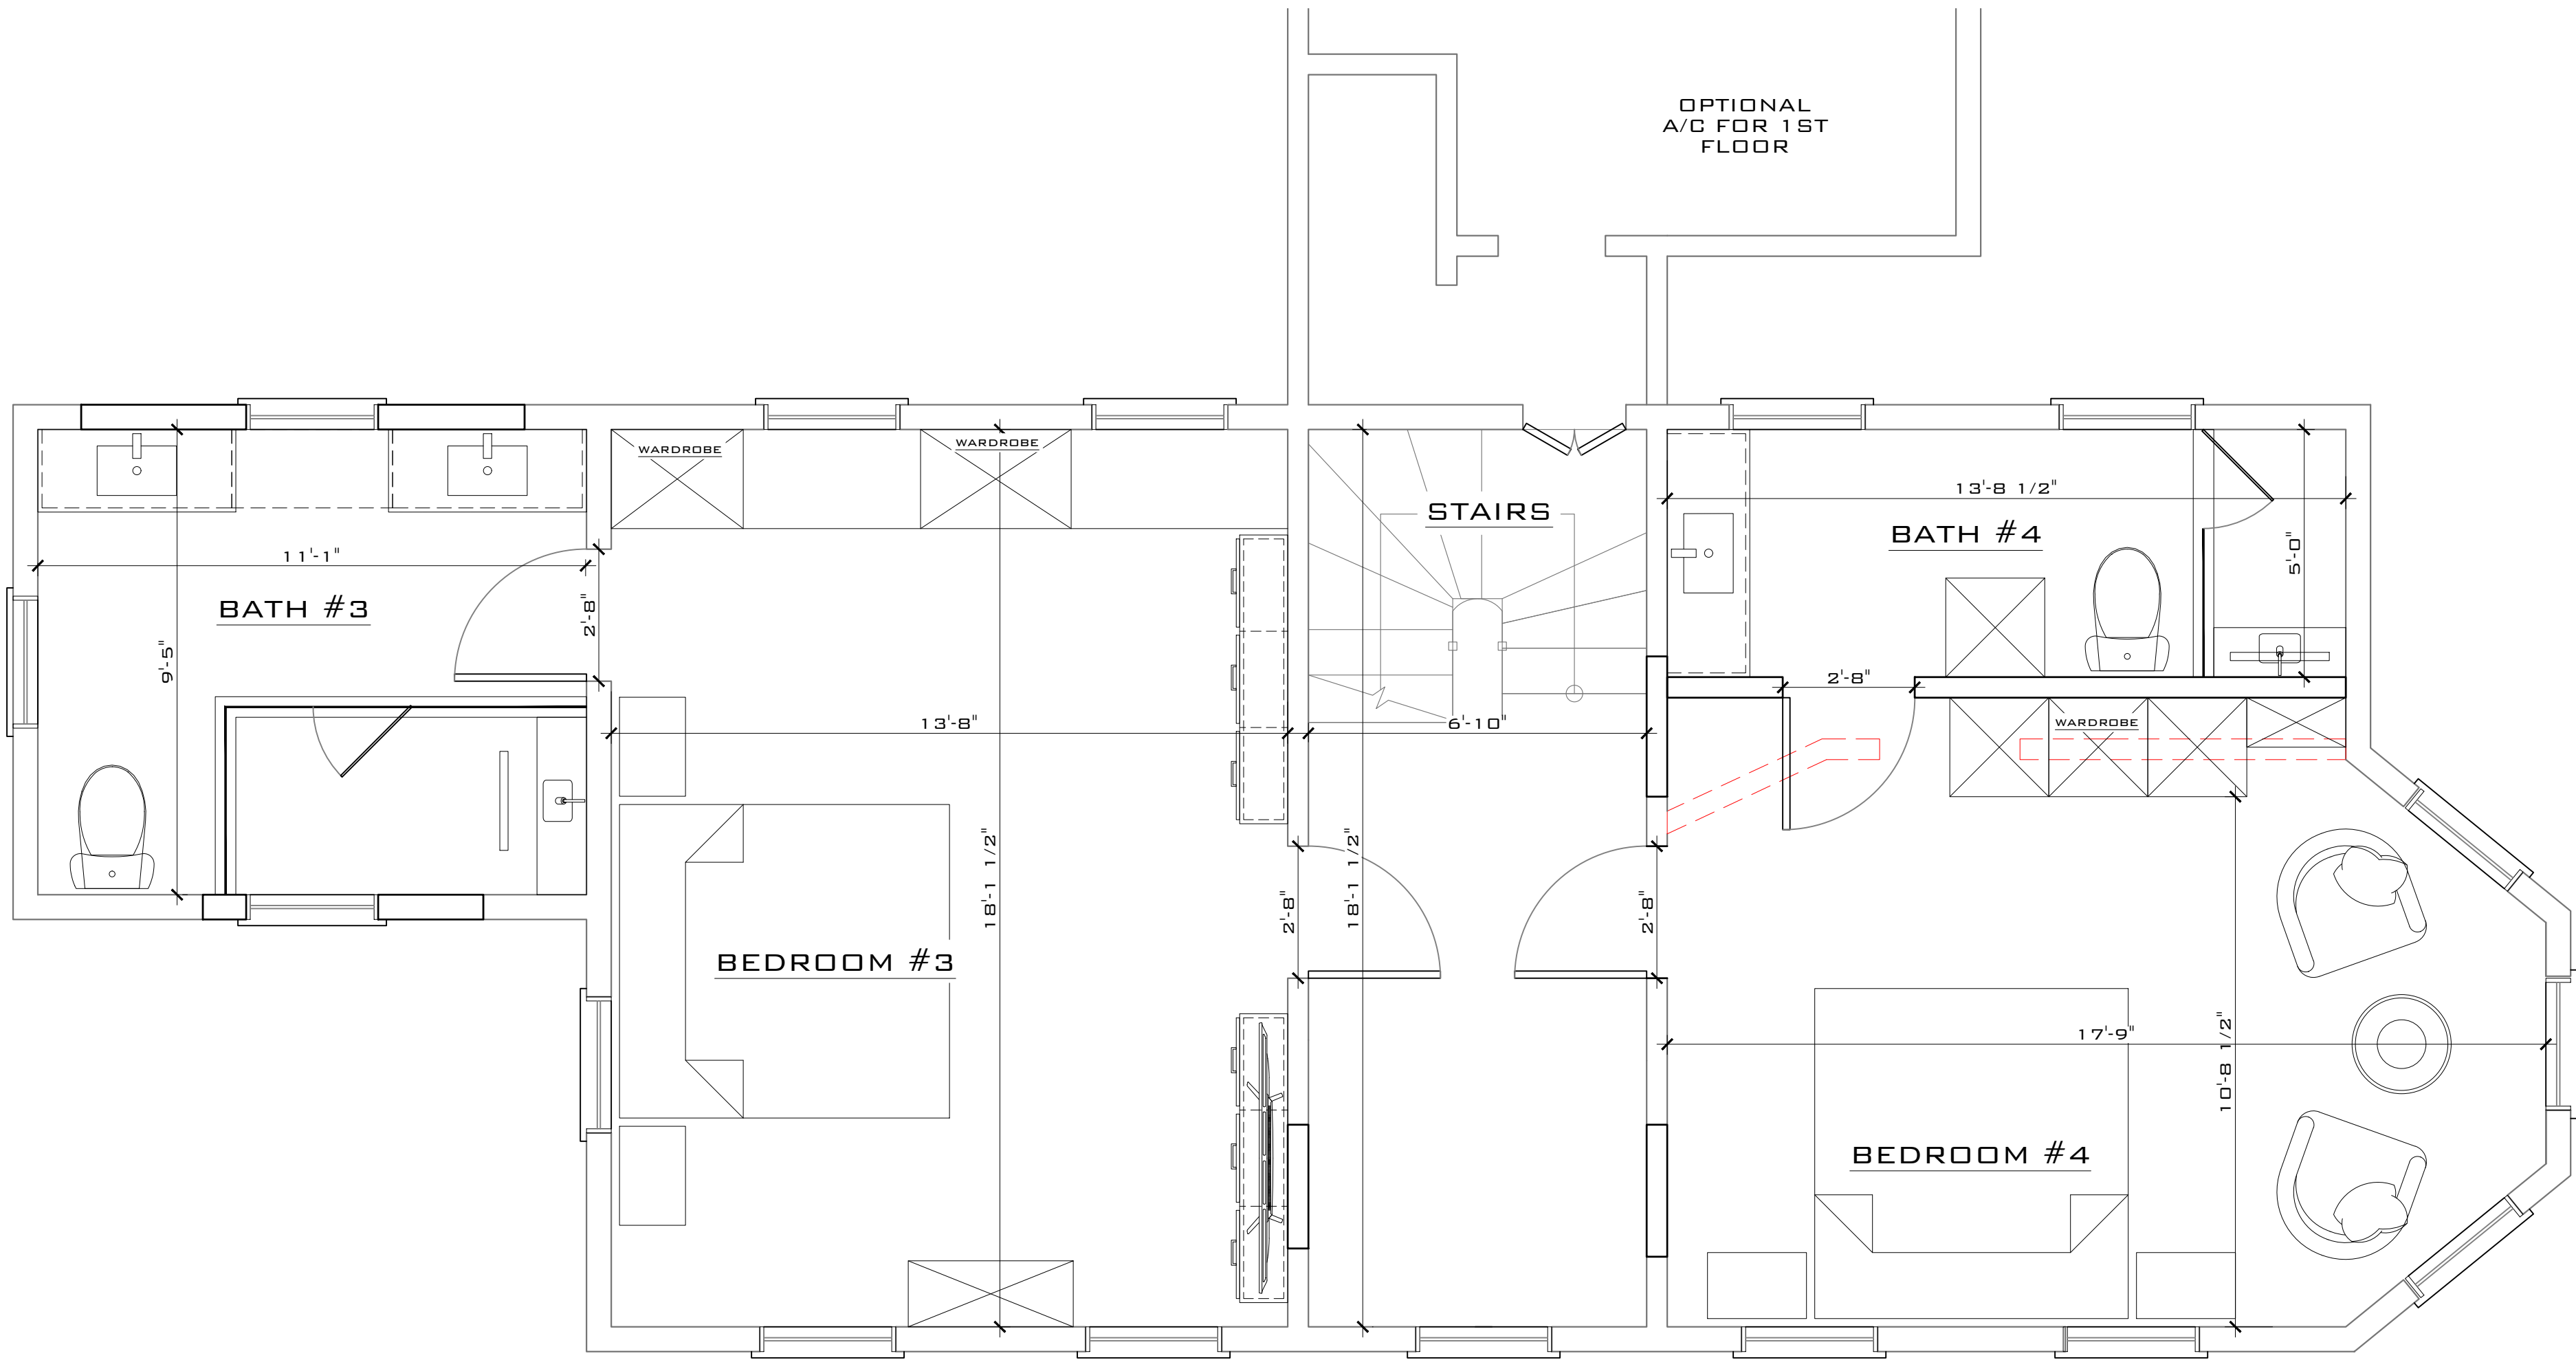 OPTIONAL
A/C FOR 1ST
FLOOR
WARDROBE
WARDROBE
STAIRS
13'-8 1/2"
BATH #4
5'-0"
11'-1"
BATH #3
2'-8"
9'-5"
2'-8"
13'-8"
6'-10"
WARDROBE
18'-1 1/2"
18'-1 1/2"
2'-8"
2'-8"
BEDROOM #3
17'-9"
10'-8 1/2"
BEDROOM #4